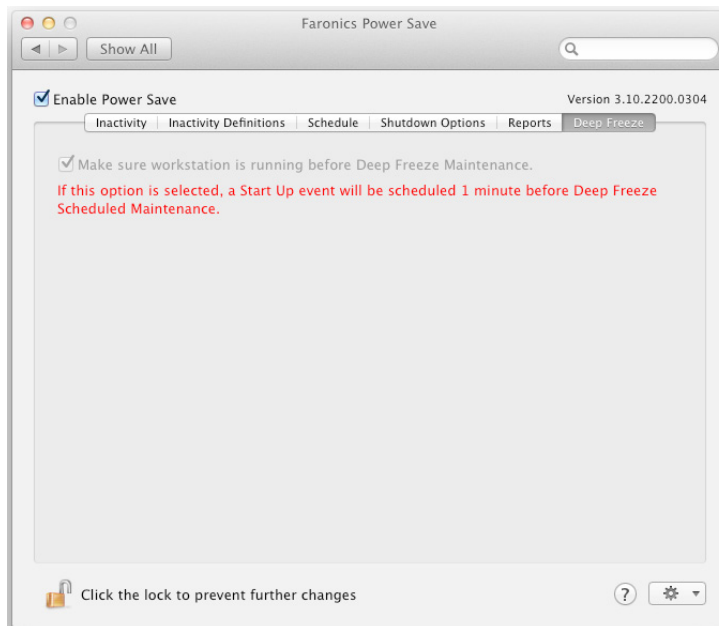 Faronics Power Save
Show All
Enable Power Save
Version 3.10.2200.0304
Inactivity
Inactivity Definitions
Schedule
Shutdown Options
Reports
Deep Freeze
Make sure workstation is running before Deep Freeze Maintenance.
If this option is selected, a Start Up event will be scheduled 1 minute before Deep Freeze
Scheduled Maintenance.
Click the lock to prevent further changes
?